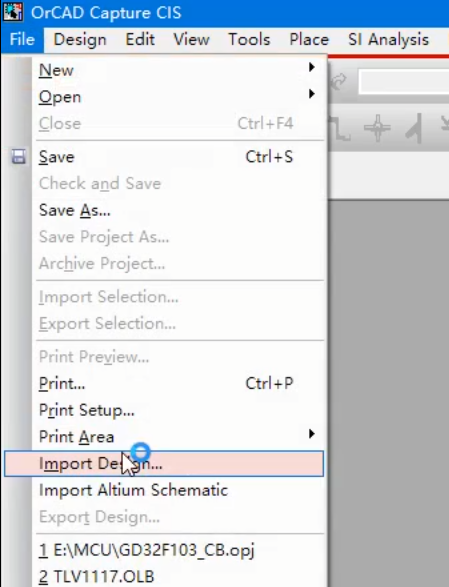 OrCAD Capture CIS
File Design Edit View Tools Place SI Analysis
New
Open
Close Ctrl+F4
Save Ctrl+S
Check and Save
Save As...
Save Project As...
Archive Project...
Import Selection...
Export Selection...
Print Preview...
Print... Ctrl+P
Print Setup...
Print Area
Import Design...
Import Altium Schematic
Export Design...
1 E:\MCU\GD32F103_CB.opj
2 TLV1117.OLB